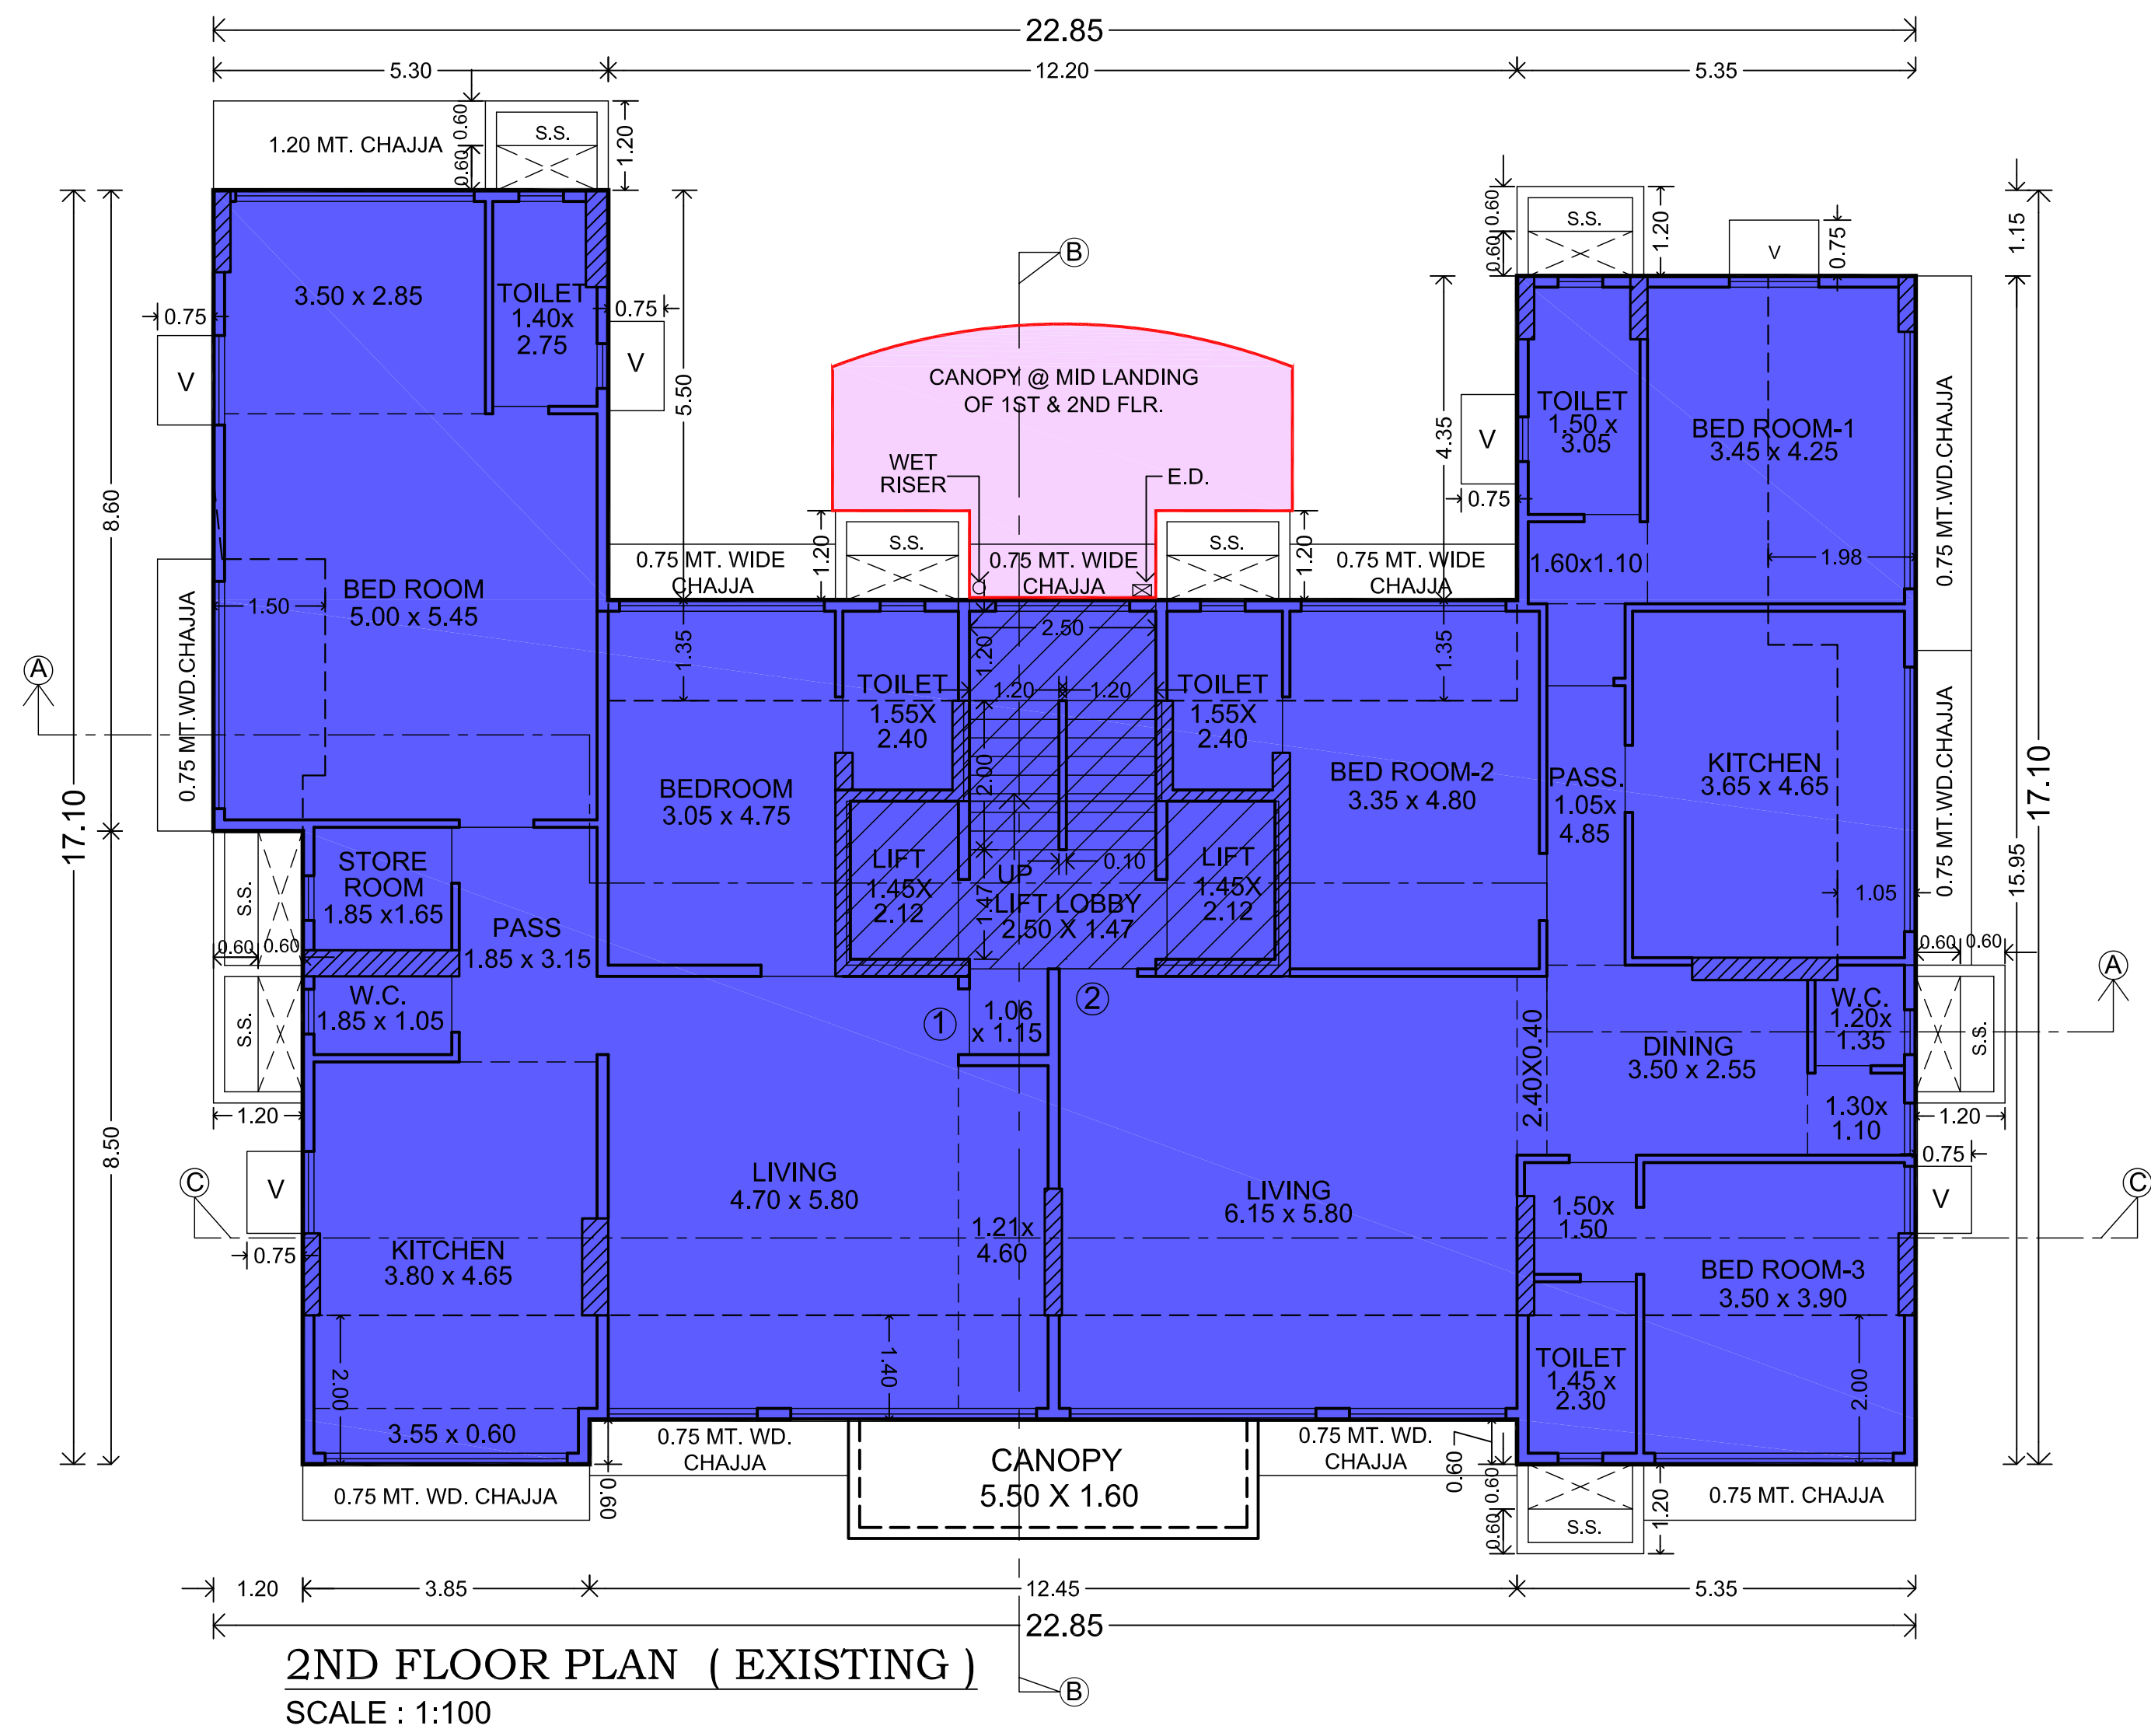 22.85
5.30
12.20
5.35
1.20 MT. CHAJJA
0.60
0.60
S.S.
1.20
0.60
0.60
S.S.
1.20
V
0.75
1.15
B
3.50 x 2.85
TOILET
1.40x
2.75
0.75
V
0.75
V
5.50
CANOPY @ MID LANDING
OF 1ST & 2ND FLR.
WET
RISER
E.D.
4.35
V
0.75
TOILET
1.50 x
3.05
BED ROOM-1
3.45 x 4.25
0.75 MT.WD.CHAJJA
8.60
0.75 MT. WIDE
CHAJJA
1.20
S.S.
0.75 MT. WIDE
CHAJJA
S.S.
1.20
0.75 MT. WIDE
CHAJJA
1.60x1.10
1.98
BED ROOM
5.00 x 5.45
1.50
0.75 MT.WD.CHAJJA
A
1.35
2.50
1.20
1.35
TOILET
1.55X
2.40
1.20
1.20
TOILET
1.55X
2.40
2.00
BEDROOM
3.05 x 4.75
BED ROOM-2
3.35 x 4.80
PASS.
1.05x
4.85
KITCHEN
3.65 x 4.65
0.75 MT.WD.CHAJJA
17.10
17.10
15.95
STORE
ROOM
1.85 x1.65
S.S.
0.60
0.60
PASS
1.85 x 3.15
LIFT
1.45X
2.12
UP
0.10
1.47
LIFT LOBBY
2.50 X 1.47
LIFT
1.45X
2.12
1.05
0.60
0.60
A
W.C.
1.85 x 1.05
S.S.
1.20
1
1.06
x 1.15
2
2.40X0.40
DINING
3.50 x 2.55
W.C.
1.20x
1.35
S.S.
1.30x
1.10
1.20
0.75
V
8.50
C
V
0.75
C
LIVING
4.70 x 5.80
1.21x
4.60
LIVING
6.15 x 5.80
1.50x
1.50
KITCHEN
3.80 x 4.65
BED ROOM-3
3.50 x 3.90
2.00
1.40
TOILET
1.45 x
2.30
2.00
3.55 x 0.60
0.75 MT. WD. CHAJJA
0.60
0.75 MT. WD.
CHAJJA
CANOPY
5.50 X 1.60
0.75 MT. WD.
CHAJJA
0.60
0.60
0.60
S.S.
1.20
0.75 MT. CHAJJA
1.20
3.85
12.45
5.35
22.85
B
2ND FLOOR PLAN ( EXISTING )
SCALE : 1:100